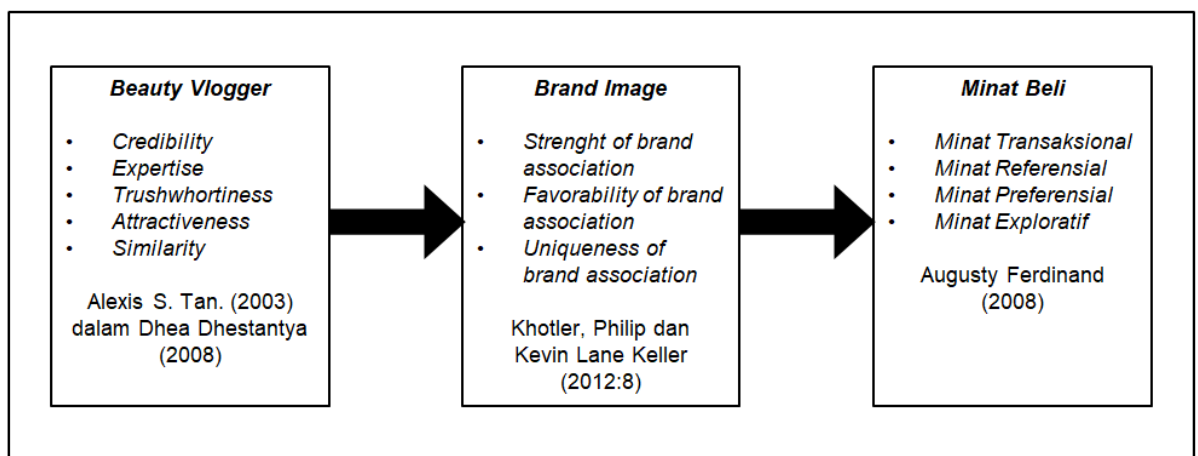 Beauty Vlogger
• Credibility
• Expertise
• Trushwhortiness
• Attractiveness
• Similarity
Alexis S. Tan. (2003)
dalam Dhea Dhestantya
(2008)
Brand Image
• Strenght of brand
association
• Favorability of brand
association
• Uniqueness of
brand association
Khotler, Philip dan
Kevin Lane Keller
(2012:8)
Minat Beli
• Minat Transaksional
• Minat Referensial
• Minat Preferensial
• Minat Exploratif
Augusty Ferdinand
(2008)